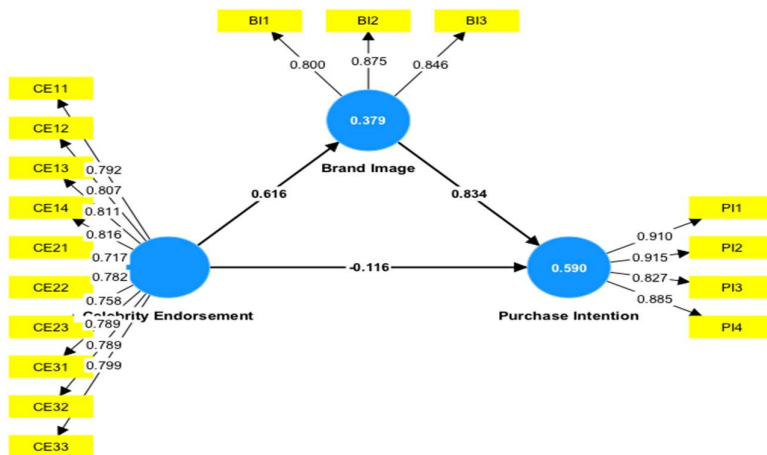 BI1 BI2 BI3
0.800 0.875 0.846
0.379
Brand Image
CE11
CE12
CE13
CE14
CE21
CE22
CE23
CE31
CE32
CE33
0.792
0.807
0.811
0.816
0.717
0.782
0.758
0.789
0.789
0.799
Celebrity Endorsement
0.616
0.834
-0.116
0.590
Purchase Intention
0.910
0.915
0.827
0.885
PI1
PI2
PI3
PI4